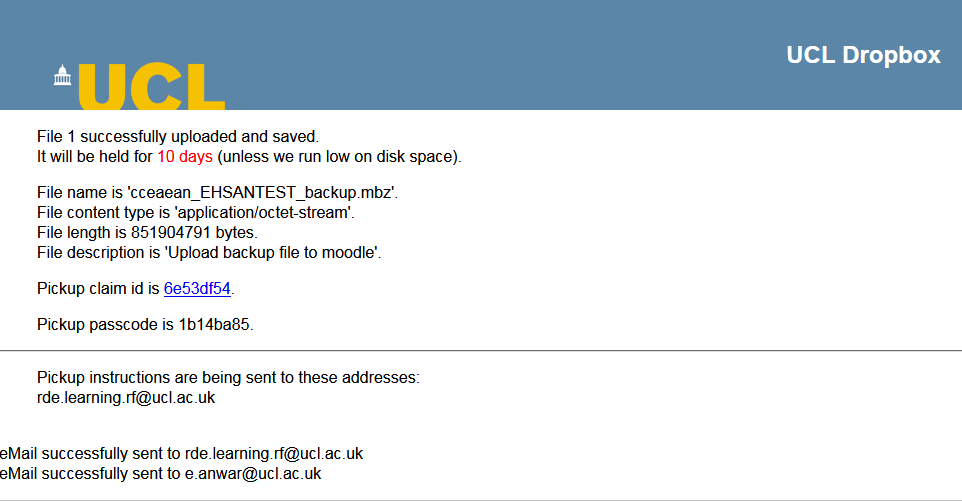 UCL Dropbox
UCL
File 1 successfully uploaded and saved.
It will be held for 10 days (unless we run low on disk space).
File name is 'cceaean_EHSANTEST_backup.mbz'.
File content type is 'application/octet-stream'.
File length is 851904791 bytes.
File description is 'Upload backup file to moodle'.
Pickup claim id is 6e53df54.
Pickup passcode is 1b14ba85.
Pickup instructions are being sent to these addresses:
rde.learning.rf@ucl.ac.uk
eMail successfully sent to rde.learning.rf@ucl.ac.uk
eMail successfully sent to e.anwar@ucl.ac.uk